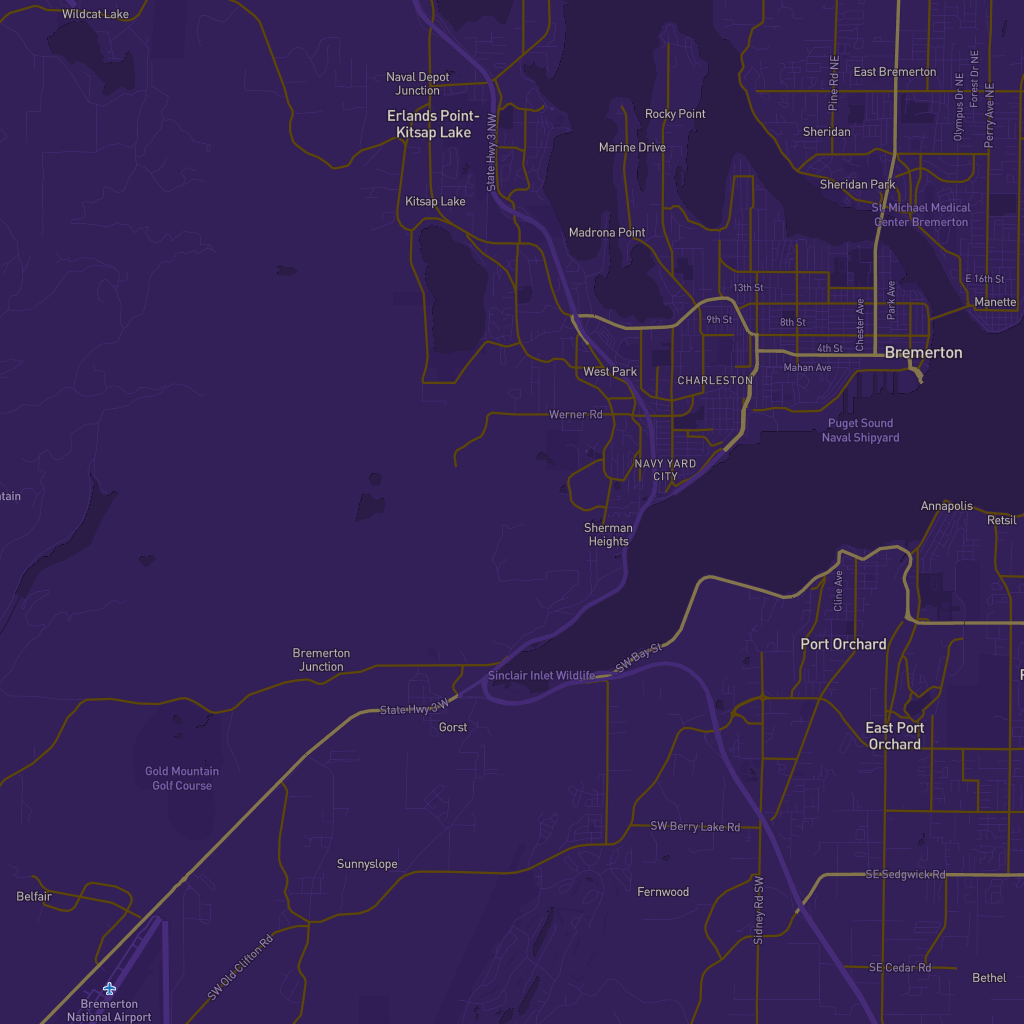 Wildcat Lake
Naval Depot
Junction
Erlands Point-
Kitsap Lake
State Hwy 3 NW
Kitsap Lake
Rocky Point
Marine Drive
Madrona Point
East Bremerton
Pine Rd NE
Olympus Dr NE
Forest Dr NE
Perry Ave NE
Sheridan
Sheridan Park
St. Michael Medical
Center Bremerton
E 16th St
Manette
13th St
9th St
8th St
4th St
Chester Ave
Park Ave
Bremerton
Mahan Ave
West Park
CHARLESTON
Werner Rd
Puget Sound
Naval Shipyard
NAVY YARD
CITY
ntain
Sherman
Heights
Annapolis
Retsil
Cline Ave
Port Orchard
Bremerton
Junction
SW Bay St
Sinclair Inlet Wildlife
State Hwy 3 W
Gorst
East Port
Orchard
Gold Mountain
Golf Course
SW Berry Lake Rd
Sunnyslope
Fernwood
SE Sedgwick Rd
Sidney Rd SW
Belfair
SW Old Clifton Rd
SE Cedar Rd
Bethel
Bremerton
National Airport